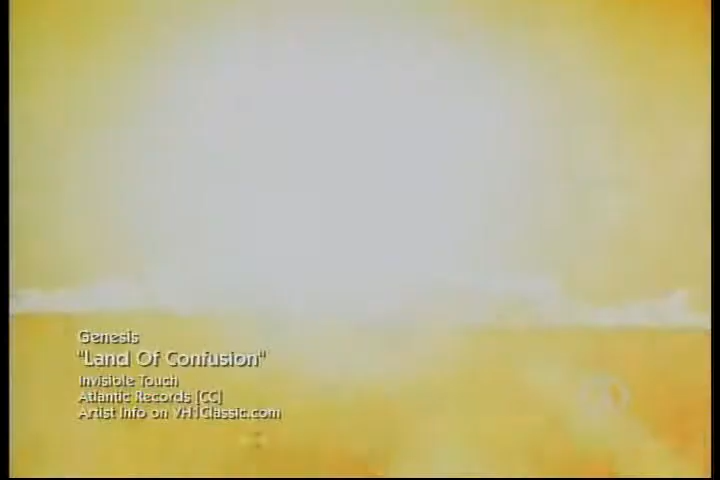 Genesis
"Land Of Confusion"
Invisible Touch
Atlantic Records [CC]
Artist Info on VH1Classic.com